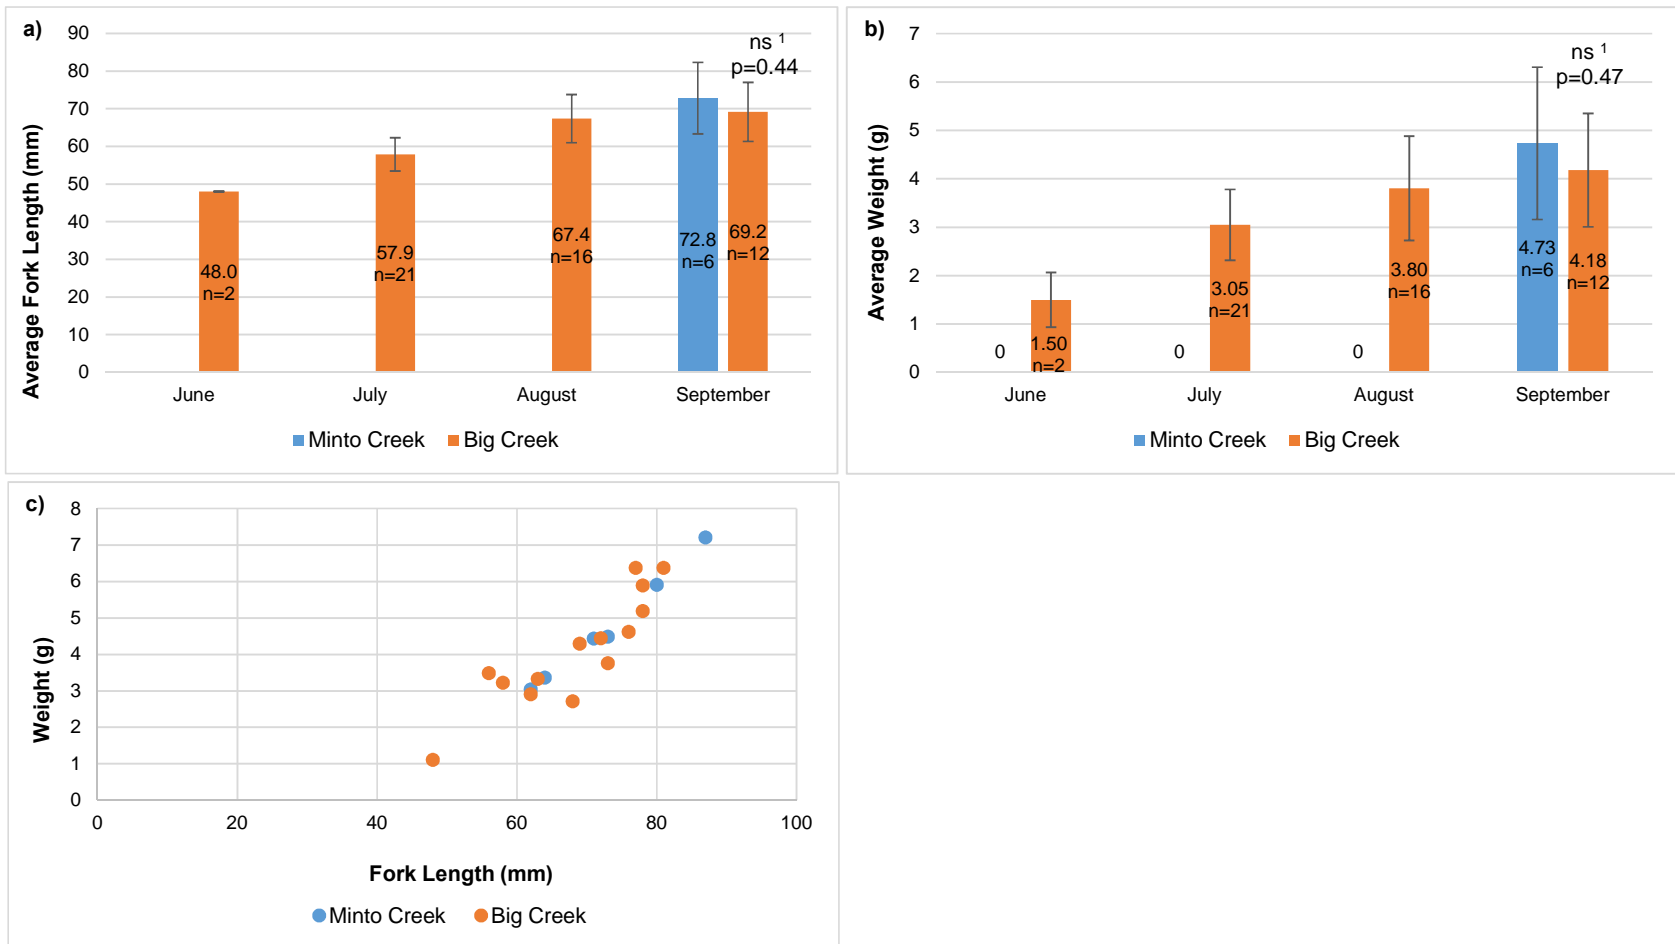 a)
Average Fork Length (mm)
90
80
70
60
50
40
30
20
10
0
48.0
n=2
57.9
n=21
67.4
n=16
72.8
n=6
69.2
n=12
ns ¹
p=0.44
June July August September
Minto Creek Big Creek
b)
Average Weight (g)
7
6
5
4
3
2
1
0
0
1.50
n=2
0
3.05
n=21
0
3.80
n=16
4.73
n=6
4.18
n=12
ns ¹
p=0.47
June July August September
Minto Creek Big Creek
c)
Weight (g)
8
7
6
5
4
3
2
1
0
0 20 40 60 80 100
Fork Length (mm)
Minto Creek Big Creek